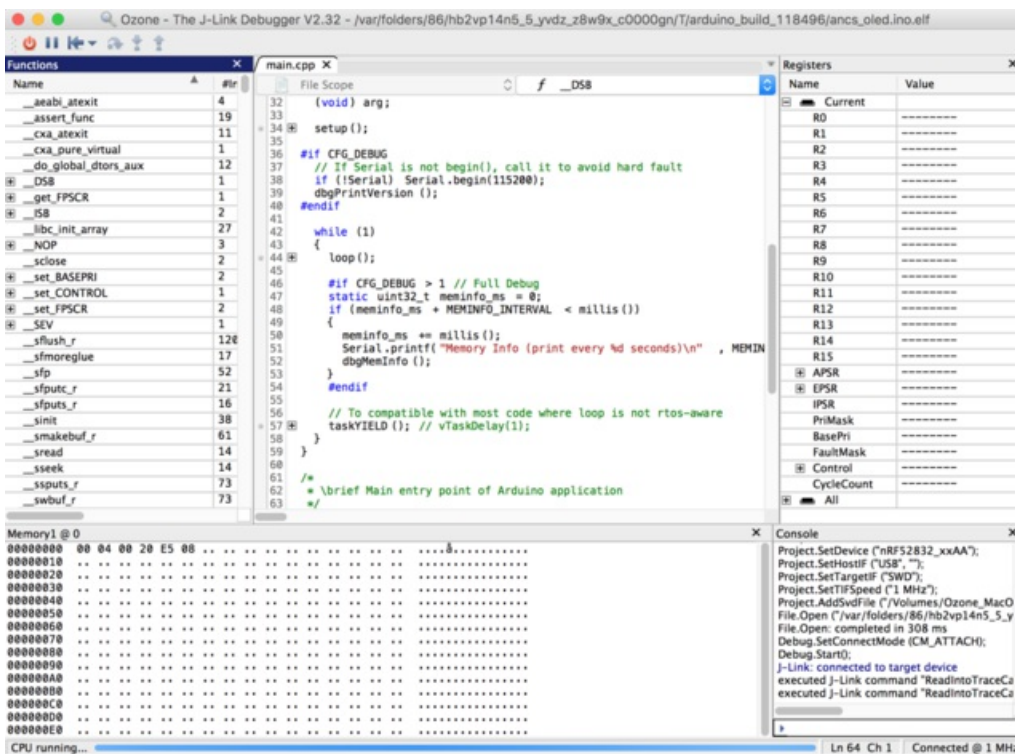 Ozone - The J-Link Debugger V2.32 - /var/folders/86/hb2vp14n5_5_yvdz_z8w9x_c0000gn/T/arduino_build_118496/ancs_oled.ino.elf
Functions
Name
__aeabi_atexit 4
__assert_func 19
__cxa_atexit 11
__cxa_pure_virtual 1
__do_global_dtors_aux 12
__DSB 1
__get_FPSCR 1
__ISB 2
__libc_init_array 27
__NOP 3
__sclose 2
__set_BASEPRI 2
__set_CONTROL 1
__set_FPSCR 2
__SEV 1
__sflush_r
__sfmoreglue 17
__sfp 52
__sfputc_r 21
__sfputs_r 16
__sinit 38
__smakebuf_r 61
__sread 14
__sseek 14
__ssputs_r 73
__swbuf_r 73
main.cpp
File Scope
f __DSB
32 (void) arg;
33
34 setup();
35
36 #if CFG_DEBUG
37 // If Serial is not begin(), call it to avoid hard fault
38 if (!Serial) Serial.begin(115200);
39 dbgPrintVersion ();
40 #endif
41
42 while (1)
43 {
44 loop();
45
46 #if CFG_DEBUG > 1 // Full Debug
47 static uint32_t meminfo_ms = 0;
48 if (meminfo_ms + MEMINFO_INTERVAL < millis())
49 {
50 meminfo_ms += millis();
51 Serial.printf("Memory Info (print every %d seconds)\n" , MEMIN
52 dbgMemInfo ();
53 }
54 #endif
55
56 // To compatible with most code where loop is not rtos-aware
57 taskYIELD (); // vTaskDelay(1);
58 }
59 }
60
61 /*
62 * \brief Main entry point of Arduino application
63 */
Registers
Name Value
Current
R0 --------
R1 --------
R2 --------
R3 --------
R4 --------
R5 --------
R6 --------
R7 --------
R8 --------
R9 --------
R10 --------
R11 --------
R12 --------
R13 --------
R14 --------
R15 --------
APSR --------
EPSR --------
IPSR --------
PriMask --------
BasePri --------
FaultMask --------
Control --------
CycleCount --------
All
Memory1 @ 0
00000000 00 04 00 20 E5 08 .. .. .. .. .. .. .. .. .. ..
00000010 .. .. .. .. .. .. .. .. .. .. .. .. .. .. .. .. ................
00000020 .. .. .. .. .. .. .. .. .. .. .. .. .. .. .. .. ................
00000030 .. .. .. .. .. .. .. .. .. .. .. .. .. .. .. .. ................
00000040 .. .. .. .. .. .. .. .. .. .. .. .. .. .. .. .. ................
00000050 .. .. .. .. .. .. .. .. .. .. .. .. .. .. .. .. ................
00000060 .. .. .. .. .. .. .. .. .. .. .. .. .. .. .. .. ................
00000070 .. .. .. .. .. .. .. .. .. .. .. .. .. .. .. .. ................
00000080 .. .. .. .. .. .. .. .. .. .. .. .. .. .. .. .. ................
00000090 .. .. .. .. .. .. .. .. .. .. .. .. .. .. .. .. ................
000000A0 .. .. .. .. .. .. .. .. .. .. .. .. .. .. .. .. ................
000000B0 .. .. .. .. .. .. .. .. .. .. .. .. .. .. .. .. ................
000000C0 .. .. .. .. .. .. .. .. .. .. .. .. .. .. .. .. ................
000000D0 .. .. .. .. .. .. .. .. .. .. .. .. .. .. .. .. ................
000000E0 .. .. .. .. .. .. .. .. .. .. .. .. .. .. .. .. ................
Console
Project.SetDevice ("nRF52832_xxAA");
Project.SetHostIF ("USB", "");
Project.SetTargetIF ("SWD");
Project.SetTIFSpeed ("1 MHz");
Project.AddSvdFile ("/Volumes/Ozone_MacO
File.Open ("/var/folders/86/hb2vp14n5_5_y
File.Open: completed in 308 ms
Debug.SetConnectMode (CM_ATTACH);
Debug.Start();
J-Link: connected to target device
executed J-Link command "ReadIntoTraceCa
executed J-Link command "ReadIntoTraceCa
CPU running...
Ln 64 Ch 1 Connected @ 1 MHz